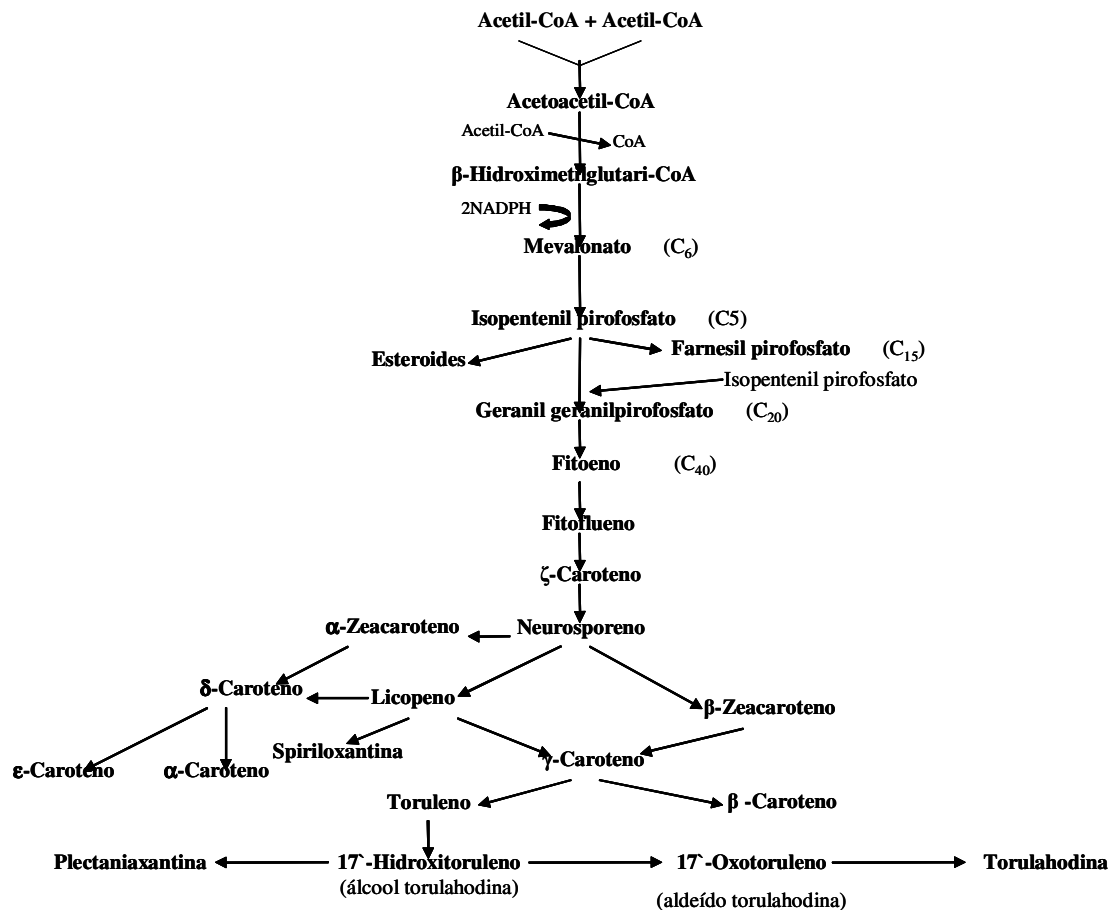 Acetil-CoA + Acetil-CoA
Acetoacetil-CoA
Acetil-CoA
CoA
β-Hidroximetilglutari-CoA
2NADPH
Mevalonato (C6)
Isopentenil pirofosfato (C5)
Esteroides
Farnesil pirofosfato (C15)
Isopentenil pirofosfato
Geranil geranilpirofosfato (C20)
Fitoeno (C40)
Fitoflueno
ζ-Caroteno
α-Zeacaroteno
Neurosporeno
δ-Caroteno
Licopeno
β-Zeacaroteno
Spiriloxantina
γ-Caroteno
ε-Caroteno
α-Caroteno
Toruleno
β -Caroteno
Plectaniaxantina
17`-Hidroxitoruleno
17`-Oxotoruleno
Torulahodina
(álcool torulahodina)
(aldeído torulahodina)